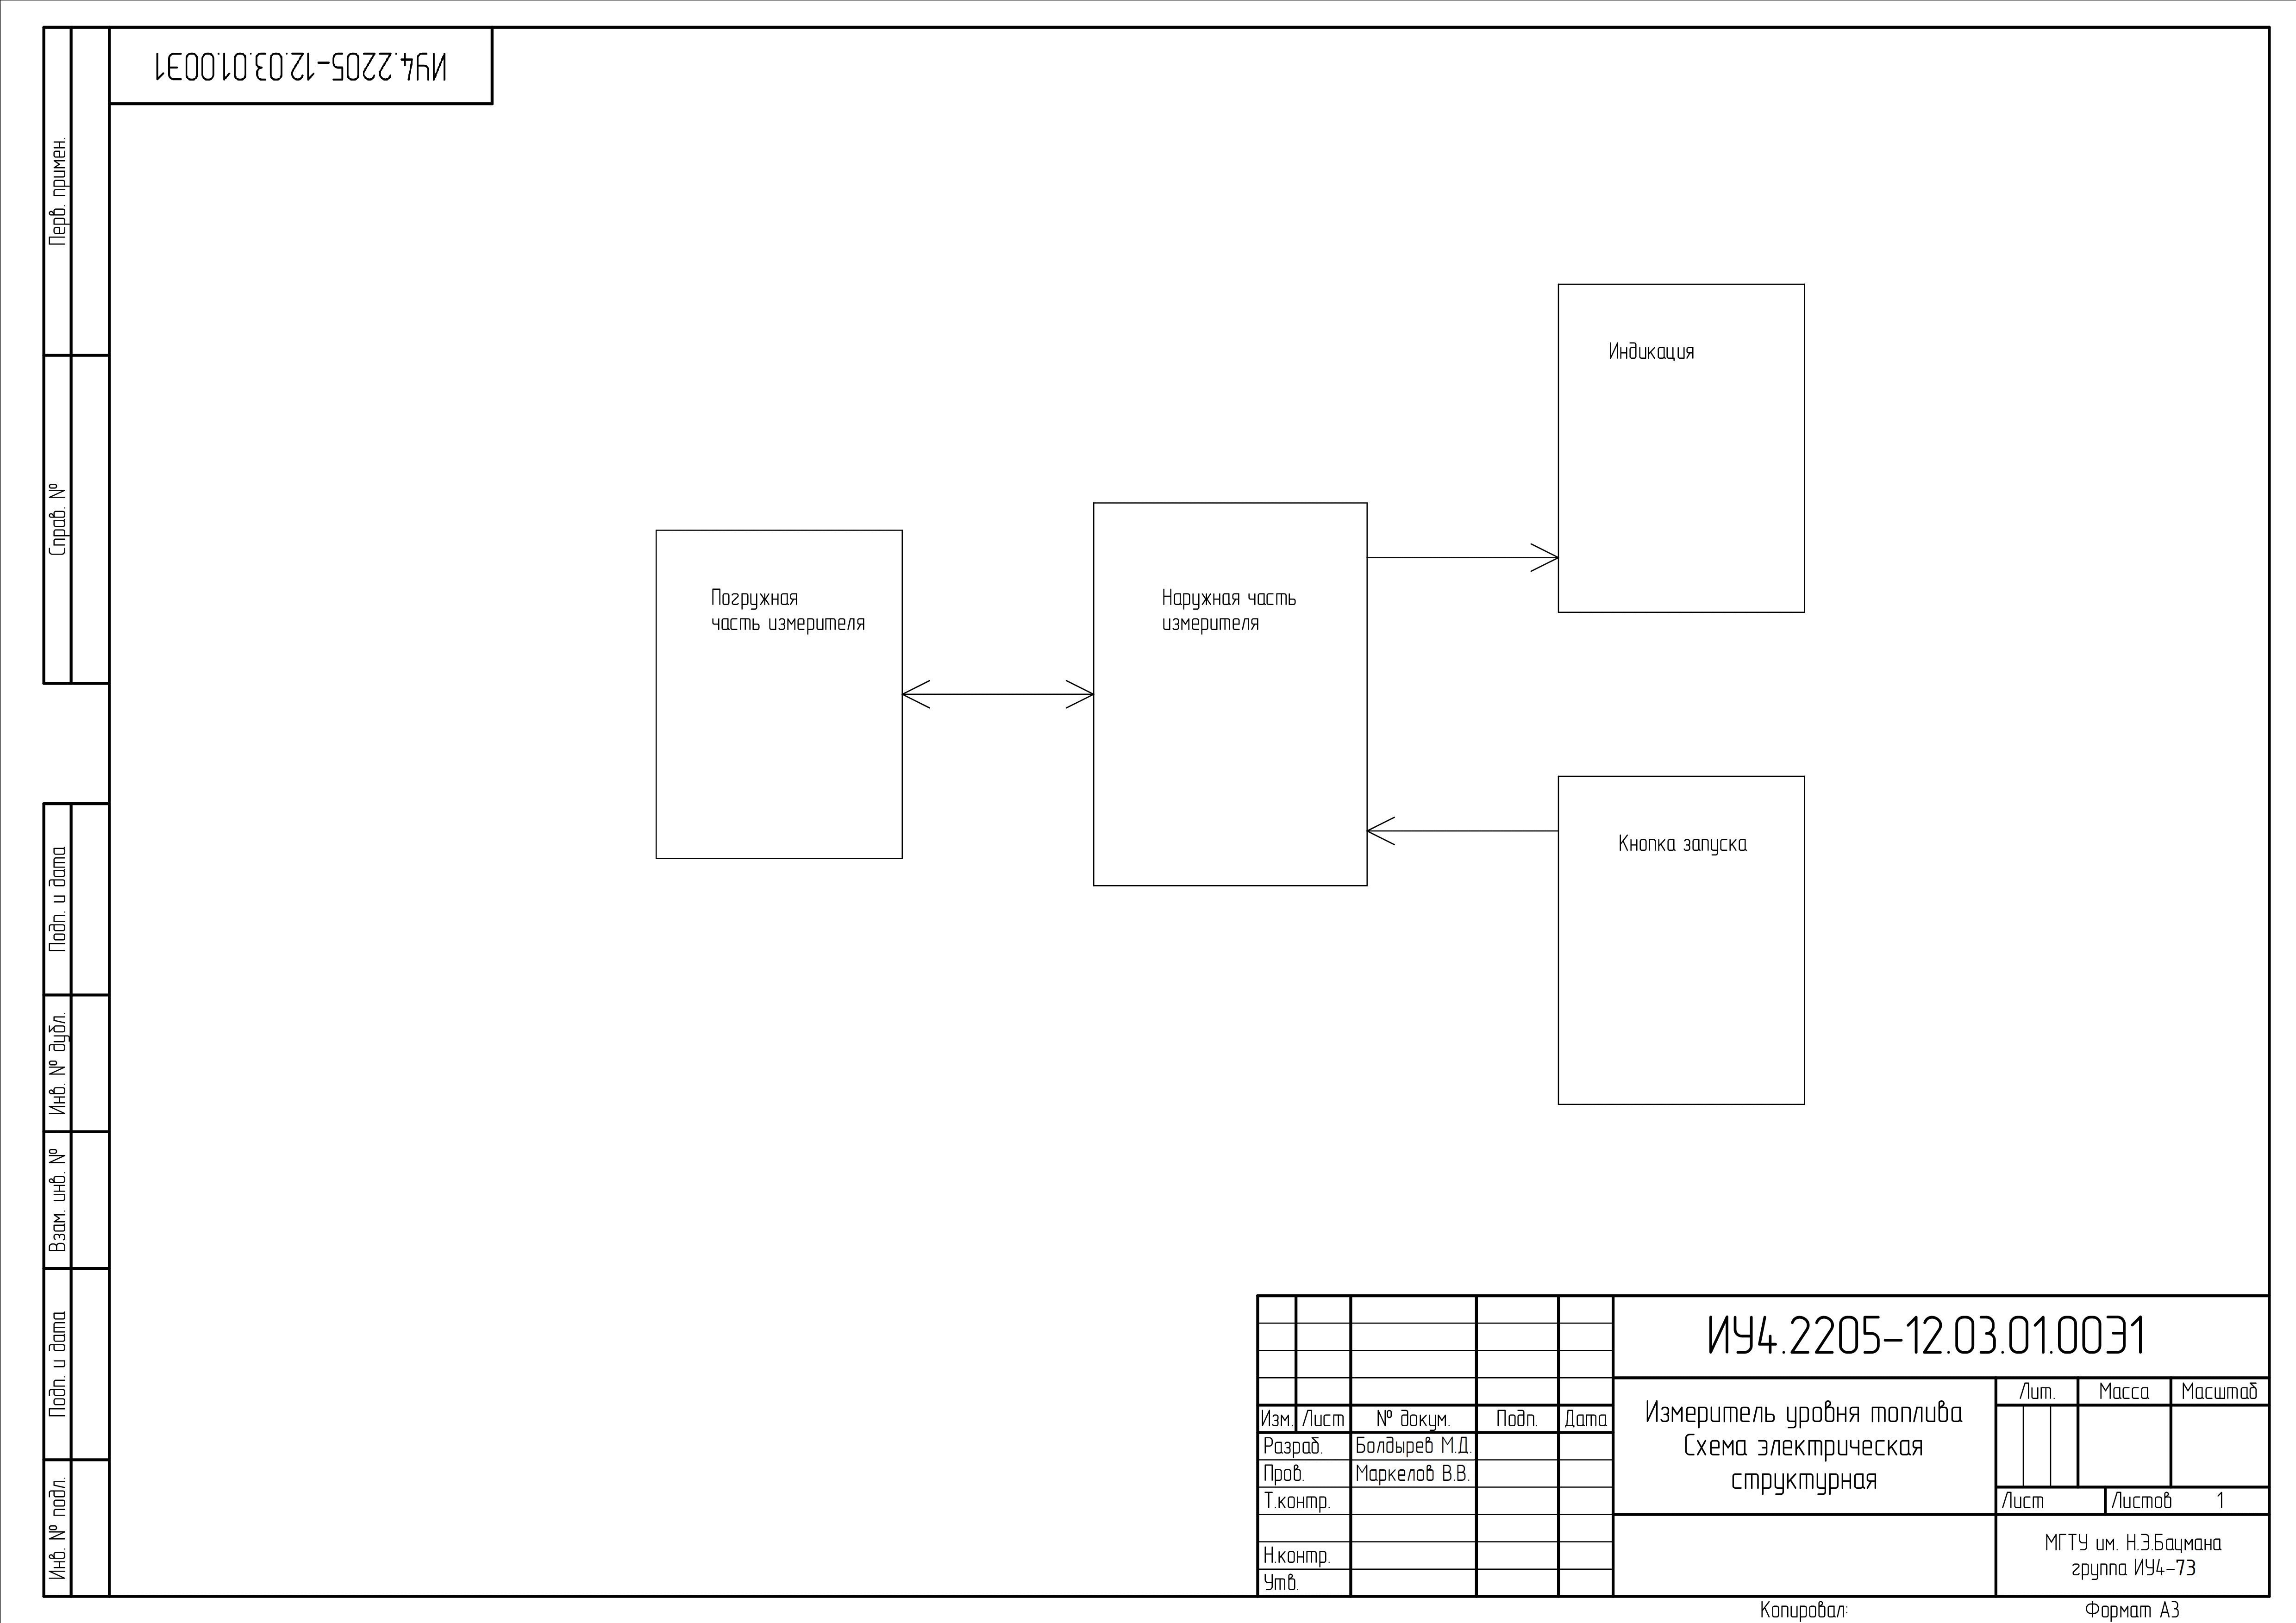 ИУ4.2205-12.03.01.00Э1
Перв. примен.
Справ. №
Подп. и дата
Инв. № дубл.
Взам. инв. №
Подп. и дата
Инв. № подл.
Индикация
Погружная
часть измерителя
Наружная часть
измерителя
Кнопка запуска
ИУ4.2205-12.03.01.00Э1
Изм. Лист № докум. Подп. Дата
Разраб. Болдырев М.Д.
Пров. Маркелов В.В.
Т.контр.
Н.контр.
Утв.
Измеритель уровня топлива
Схема электрическая
структурная
Лит. Масса Масштаб
Лист Листов 1
МГТУ им. Н.Э.Баумана
группа ИУ4-73
Копировал: Формат А3